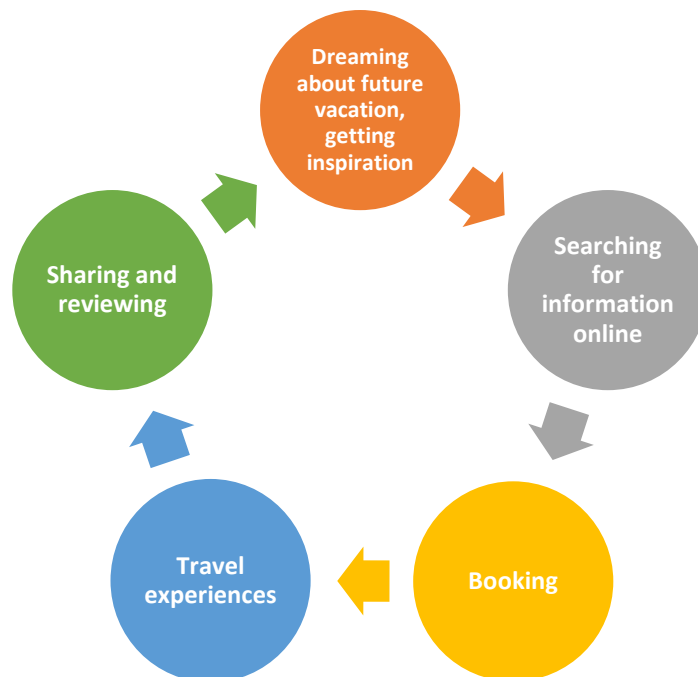 Dreaming
about future
vacation,
getting
inspiration
Searching
for
information
online
Booking
Travel
experiences
Sharing and
reviewing